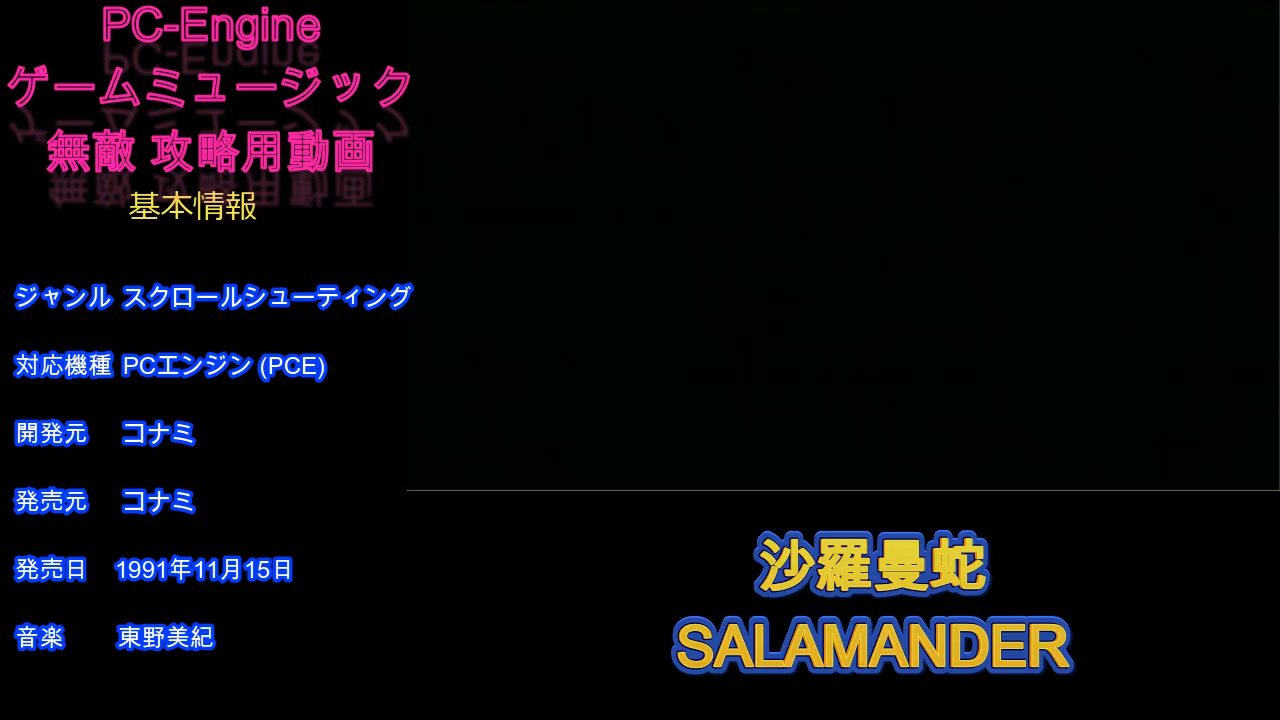 PC-Engine
ゲームミュージック
無敵 攻略用動画
基本情報
ジャンル スクロールシューティング
対応機種 PCエンジン (PCE)
開発元 コナミ
発売元 コナミ
発売日 1991年11月15日
音楽 東野美紀
沙羅曼蛇
SALAMANDER